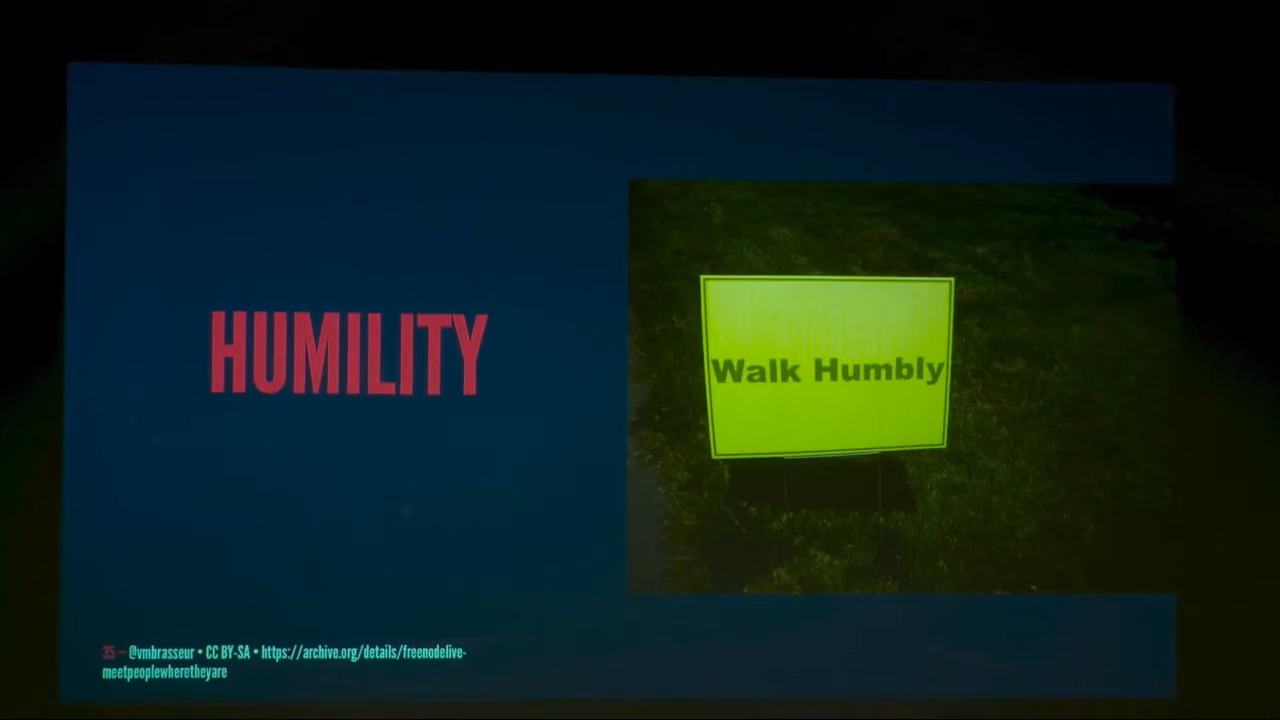 HUMILITY
Walk Humbly
35 – @vmbrasseur • CC BY-SA • https://archive.org/details/freenodelive-
meetpeoplewheretheyare